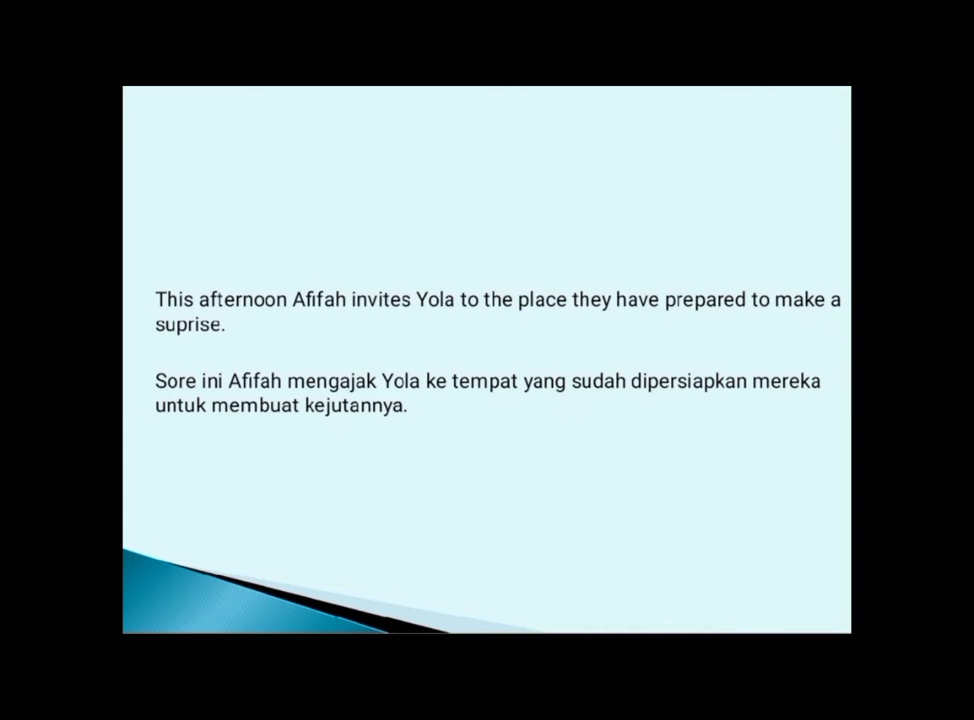 This afternoon Afifah invites Yola to the place they have prepared to make a
suprise.
Sore ini Afifah mengajak Yola ke tempat yang sudah dipersiapkan mereka
untuk membuat kejutannya.